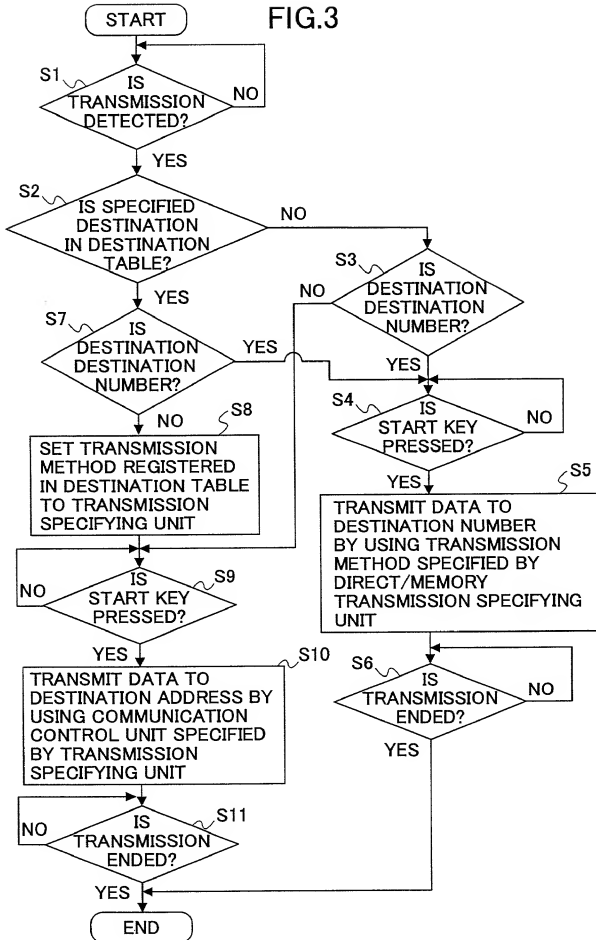 FIG.3
START
S1
IS
TRANSMISSION
DETECTED?
NO
YES
S2
IS SPECIFIED
DESTINATION
IN DESTINATION
TABLE?
NO
YES
S3
IS
DESTINATION
DESTINATION
NUMBER?
NO
YES
S7
IS
DESTINATION
DESTINATION
NUMBER?
YES
NO
S4
IS
START KEY
PRESSED?
NO
YES
S8
SET TRANSMISSION
METHOD REGISTERED
IN DESTINATION TABLE
TO TRANSMISSION
SPECIFYING UNIT
S5
TRANSMIT DATA TO
DESTINATION NUMBER
BY USING TRANSMISSION
METHOD SPECIFIED BY
DIRECT/MEMORY
TRANSMISSION SPECIFYING
UNIT
S9
IS
START KEY
PRESSED?
NO
YES
S6
IS
TRANSMISSION
ENDED?
NO
YES
S10
TRANSMIT DATA TO
DESTINATION ADDRESS BY
USING COMMUNICATION
CONTROL UNIT SPECIFIED
BY TRANSMISSION
SPECIFYING UNIT
S11
IS
TRANSMISSION
ENDED?
NO
YES
END